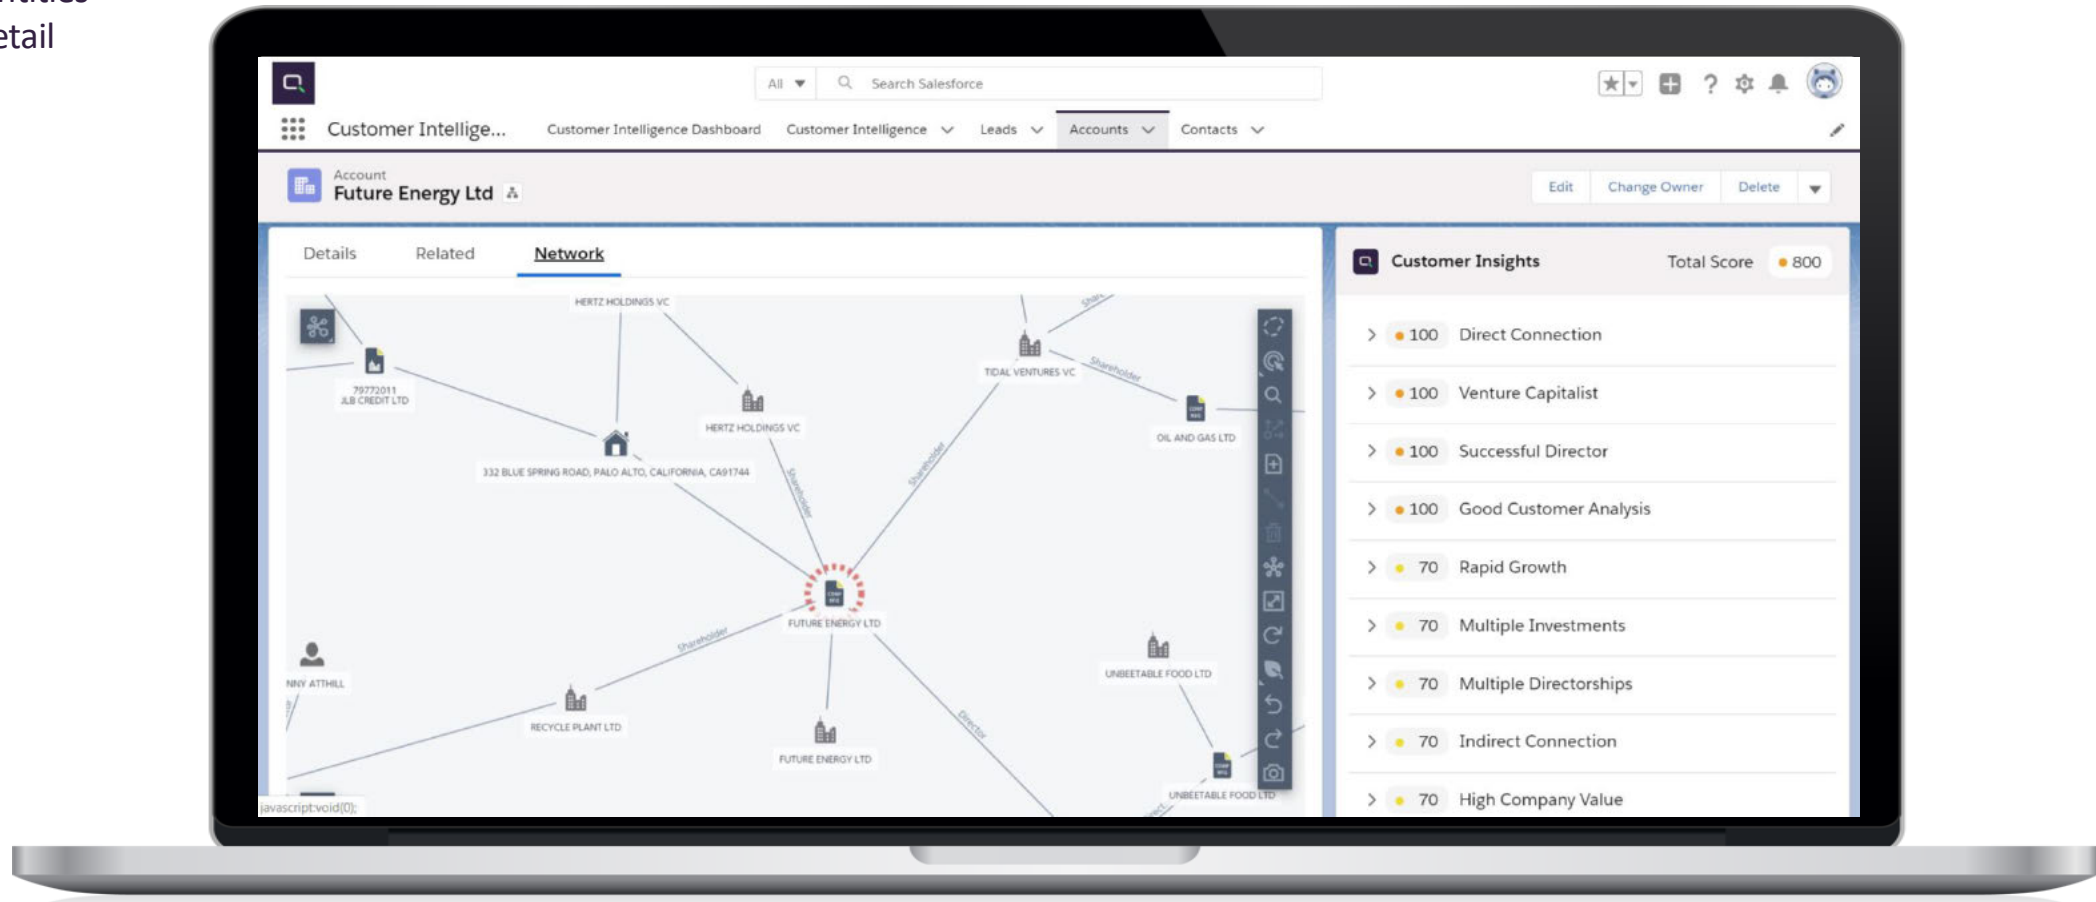 etail
All
Search Salesforce
Customer Intellige...
Customer Intelligence Dashboard
Customer Intelligence
Leads
Accounts
Contacts
Account
Future Energy Ltd
Edit
Change Owner
Delete
Details
Related
Network
Customer Insights
Total Score
800
HERTZ HOLDINGS VC
79772011
JLB CREDIT LTD
332 BLUE SPRING ROAD, PALO ALTO, CALIFORNIA, CA91744
HERTZ HOLDINGS VC
TIDAL VENTURES VC
Shareholder
OIL AND GAS LTD
Shareholder
Shareholder
FUTURE ENERGY LTD
Shareholder
NNY ATTHILL
RECYCLE PLANT LTD
FUTURE ENERGY LTD
Director
UNBEETABLE FOOD LTD
UNBEETABLE FOOD LTD
javascript:void(0);
100 Direct Connection
100 Venture Capitalist
100 Successful Director
100 Good Customer Analysis
70 Rapid Growth
70 Multiple Investments
70 Multiple Directorships
70 Indirect Connection
70 High Company Value